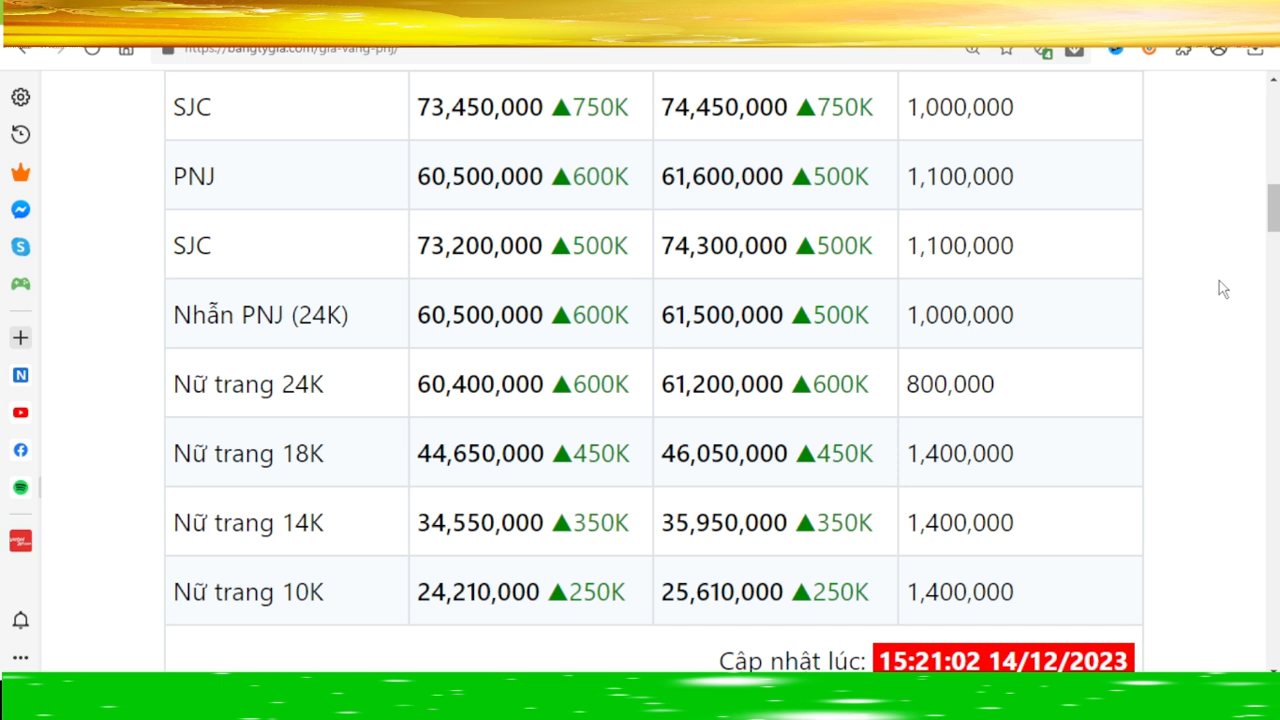 https://bangtygia.com/gia-vang-pnj/
SJC 73,450,000 ▲750K 74,450,000 ▲750K 1,000,000
PNJ 60,500,000 ▲600K 61,600,000 ▲500K 1,100,000
SJC 73,200,000 ▲500K 74,300,000 ▲500K 1,100,000
Nhẫn PNJ (24K) 60,500,000 ▲600K 61,500,000 ▲500K 1,000,000
Nữ trang 24K 60,400,000 ▲600K 61,200,000 ▲600K 800,000
Nữ trang 18K 44,650,000 ▲450K 46,050,000 ▲450K 1,400,000
Nữ trang 14K 34,550,000 ▲350K 35,950,000 ▲350K 1,400,000
Nữ trang 10K 24,210,000 ▲250K 25,610,000 ▲250K 1,400,000
Cập nhật lúc: 15:21:02 14/12/2023